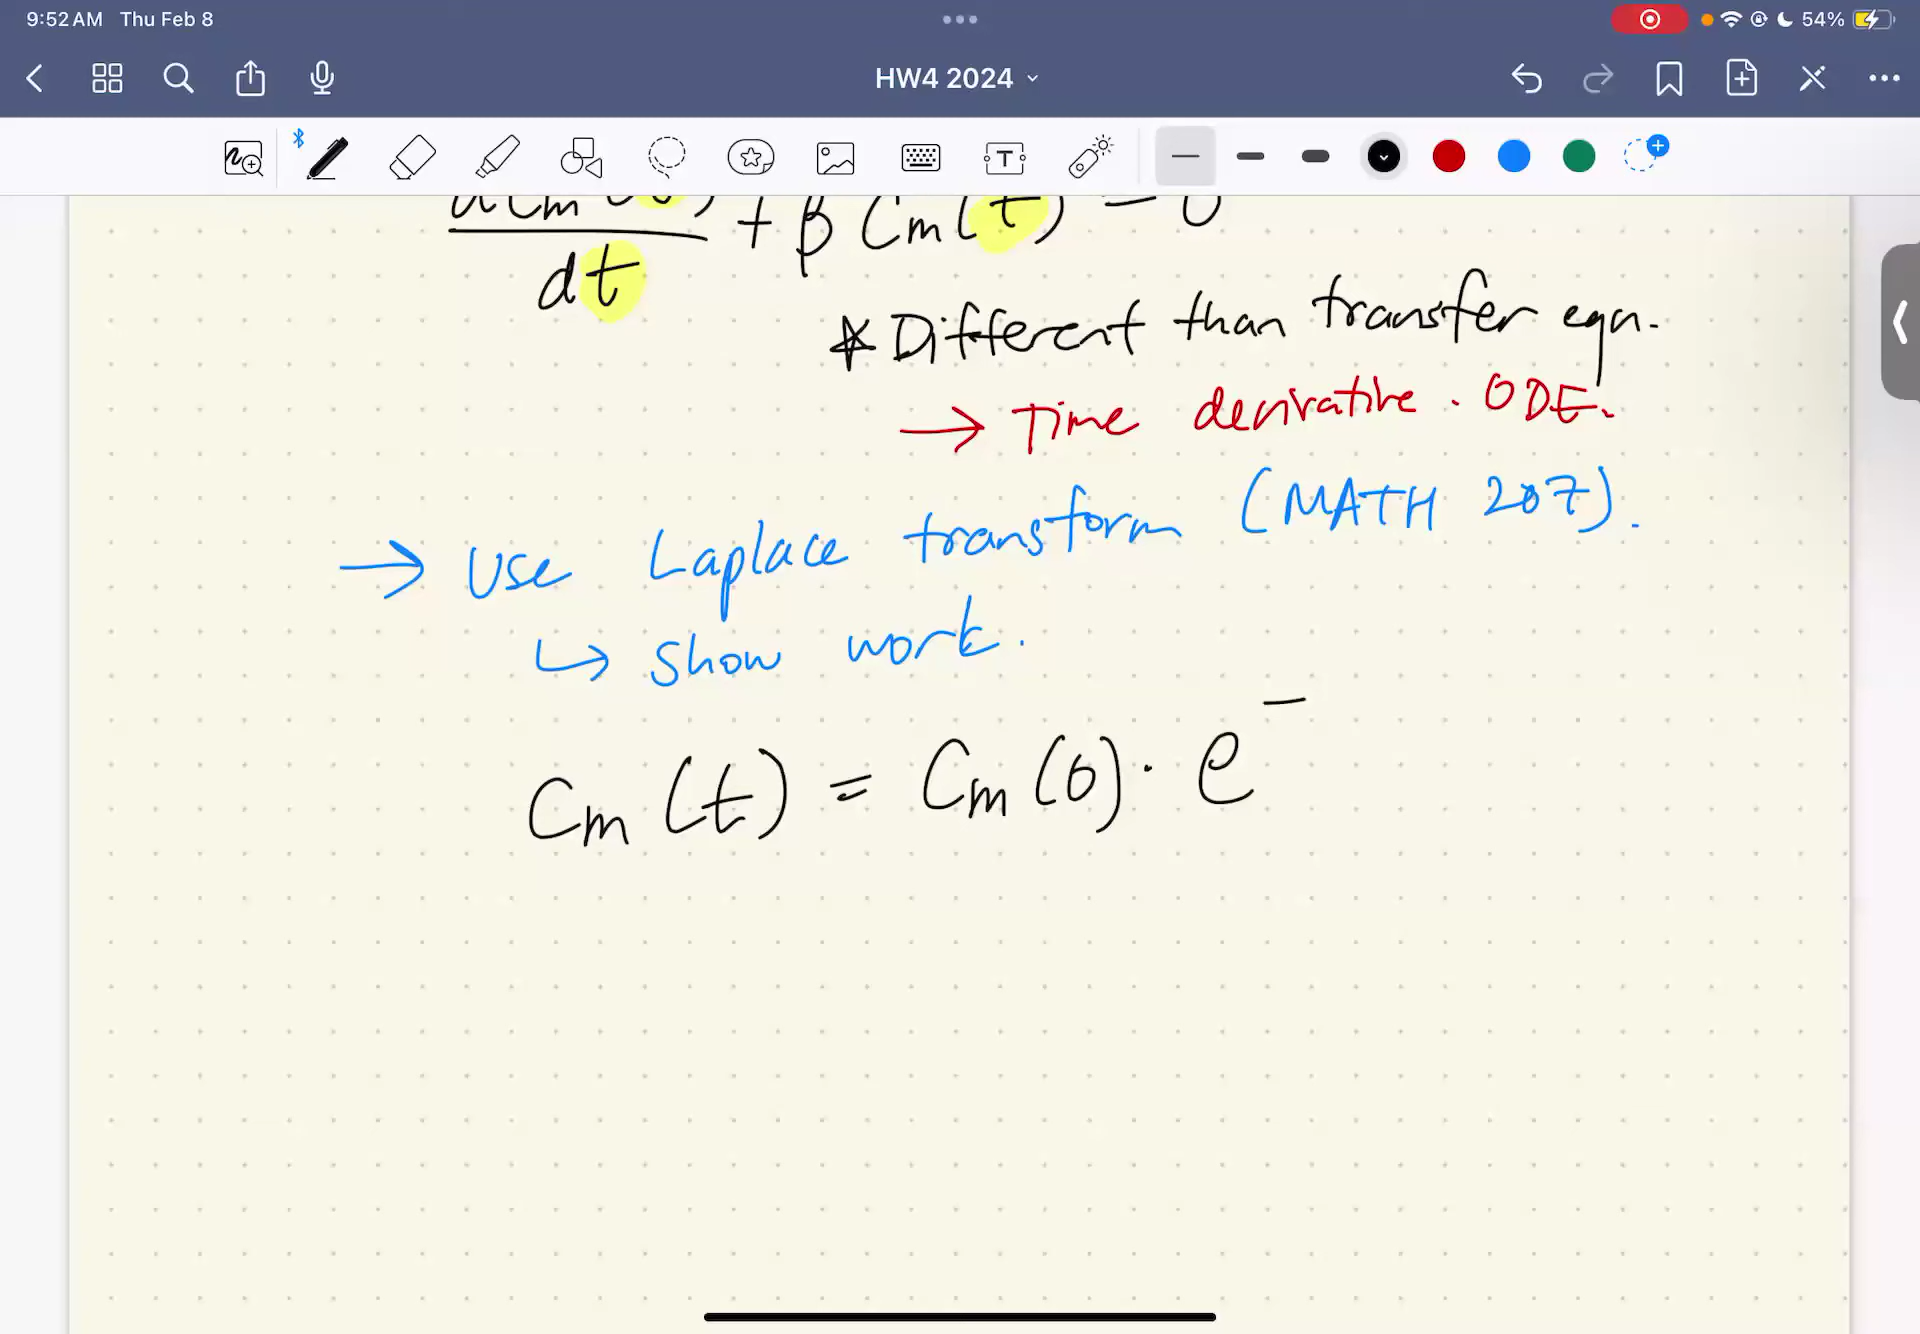 9:52 AM Thu Feb 8
54%
HW4 2024
T
+ β Cm(t) = 0
dt
* Different than transfer eqn.
→ Time derivative. ODE.
→ Use Laplace transform (MATH 207).
↳ show work.
Cm(t) = Cm(0) · e^-